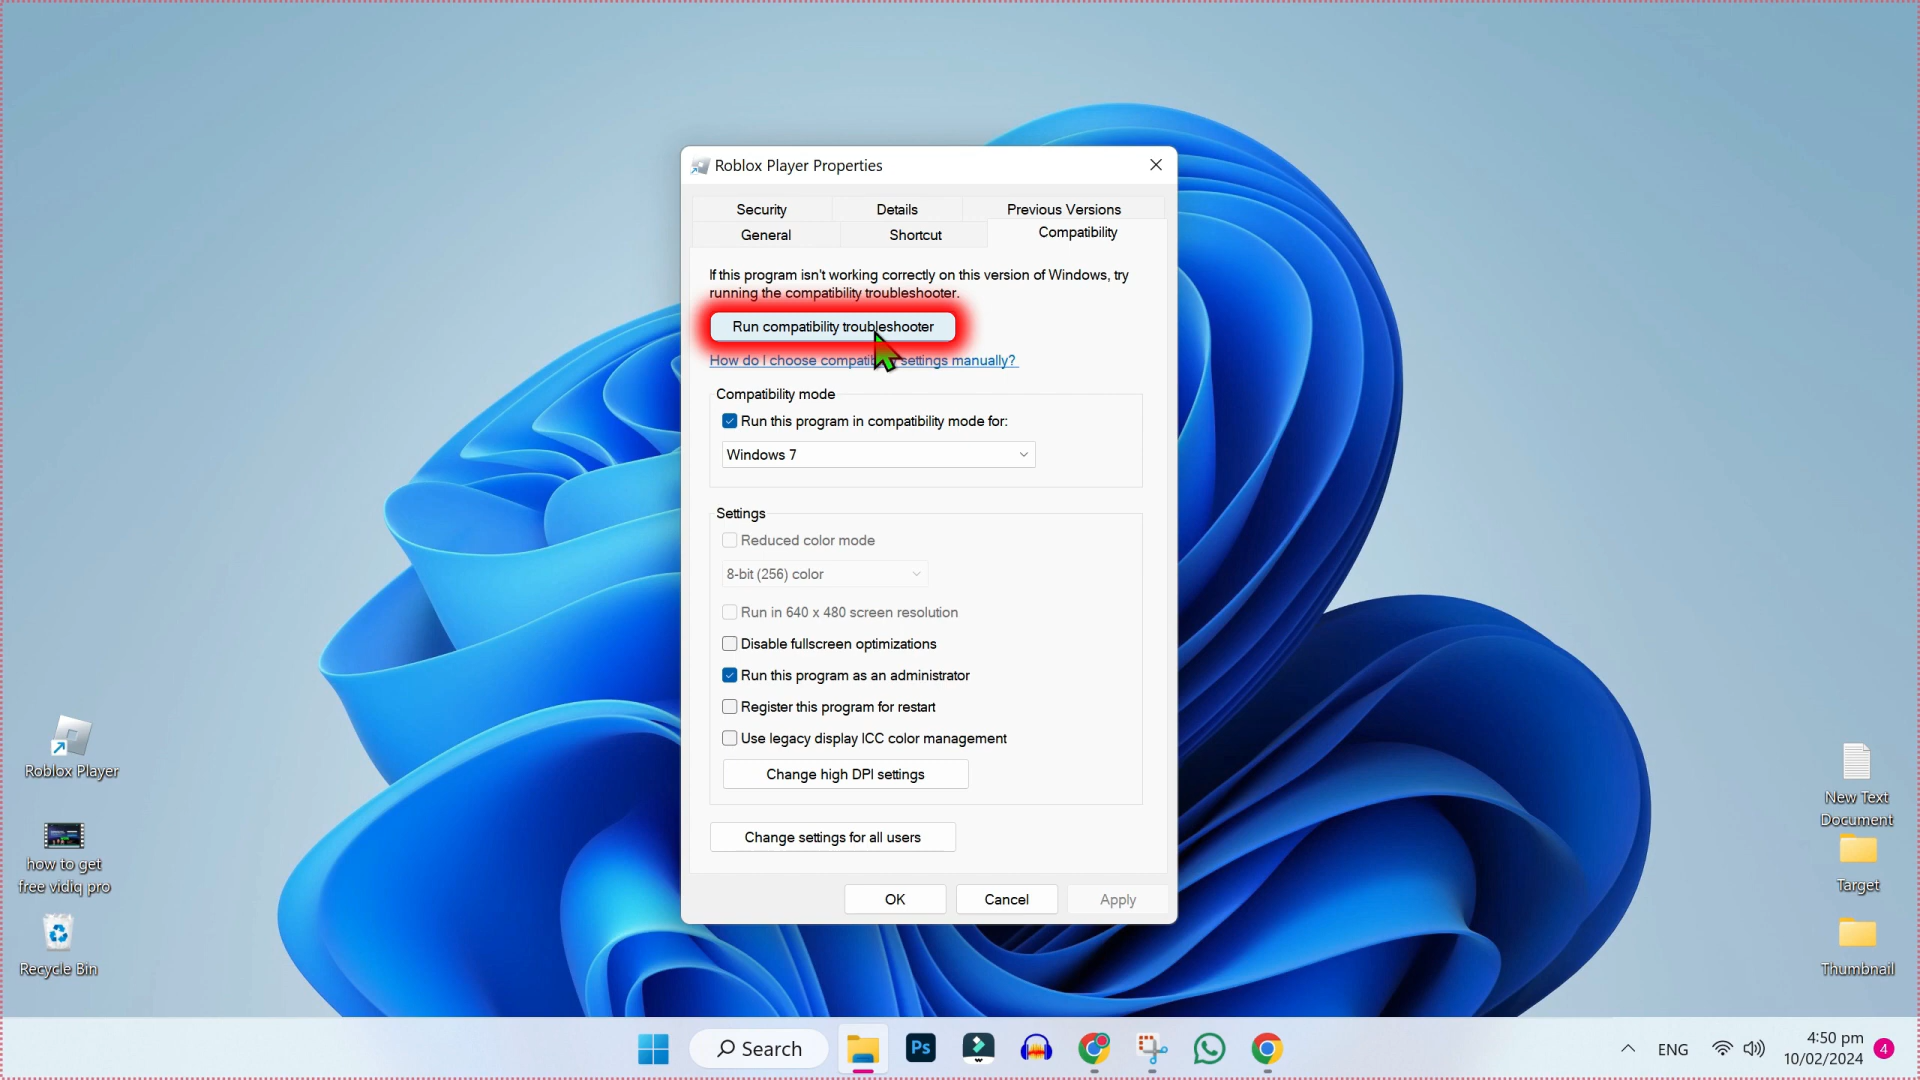 Roblox Player Properties
Security
Details
Previous Versions
General
Shortcut
Compatibility
If this program isn't working correctly on this version of Windows, try
running the compatibility troubleshooter.
Run compatibility troubleshooter
How do I choose settings manually?
Compatibility mode
Run this program in compatibility mode for:
Windows 7
Settings
Reduced color mode
8-bit (256) color
Run in 640 x 480 screen resolution
Disable fullscreen optimizations
Run this program as an administrator
Register this program for restart
Use legacy display ICC color management
Change high DPI settings
Change settings for all users
OK
Cancel
Apply
Roblox Player
how to get
free vidiq pro
Recycle Bin
New Text
Document
Target
Thumbnail
Search
Ps
ENG
4:50 pm
10/02/2024
4